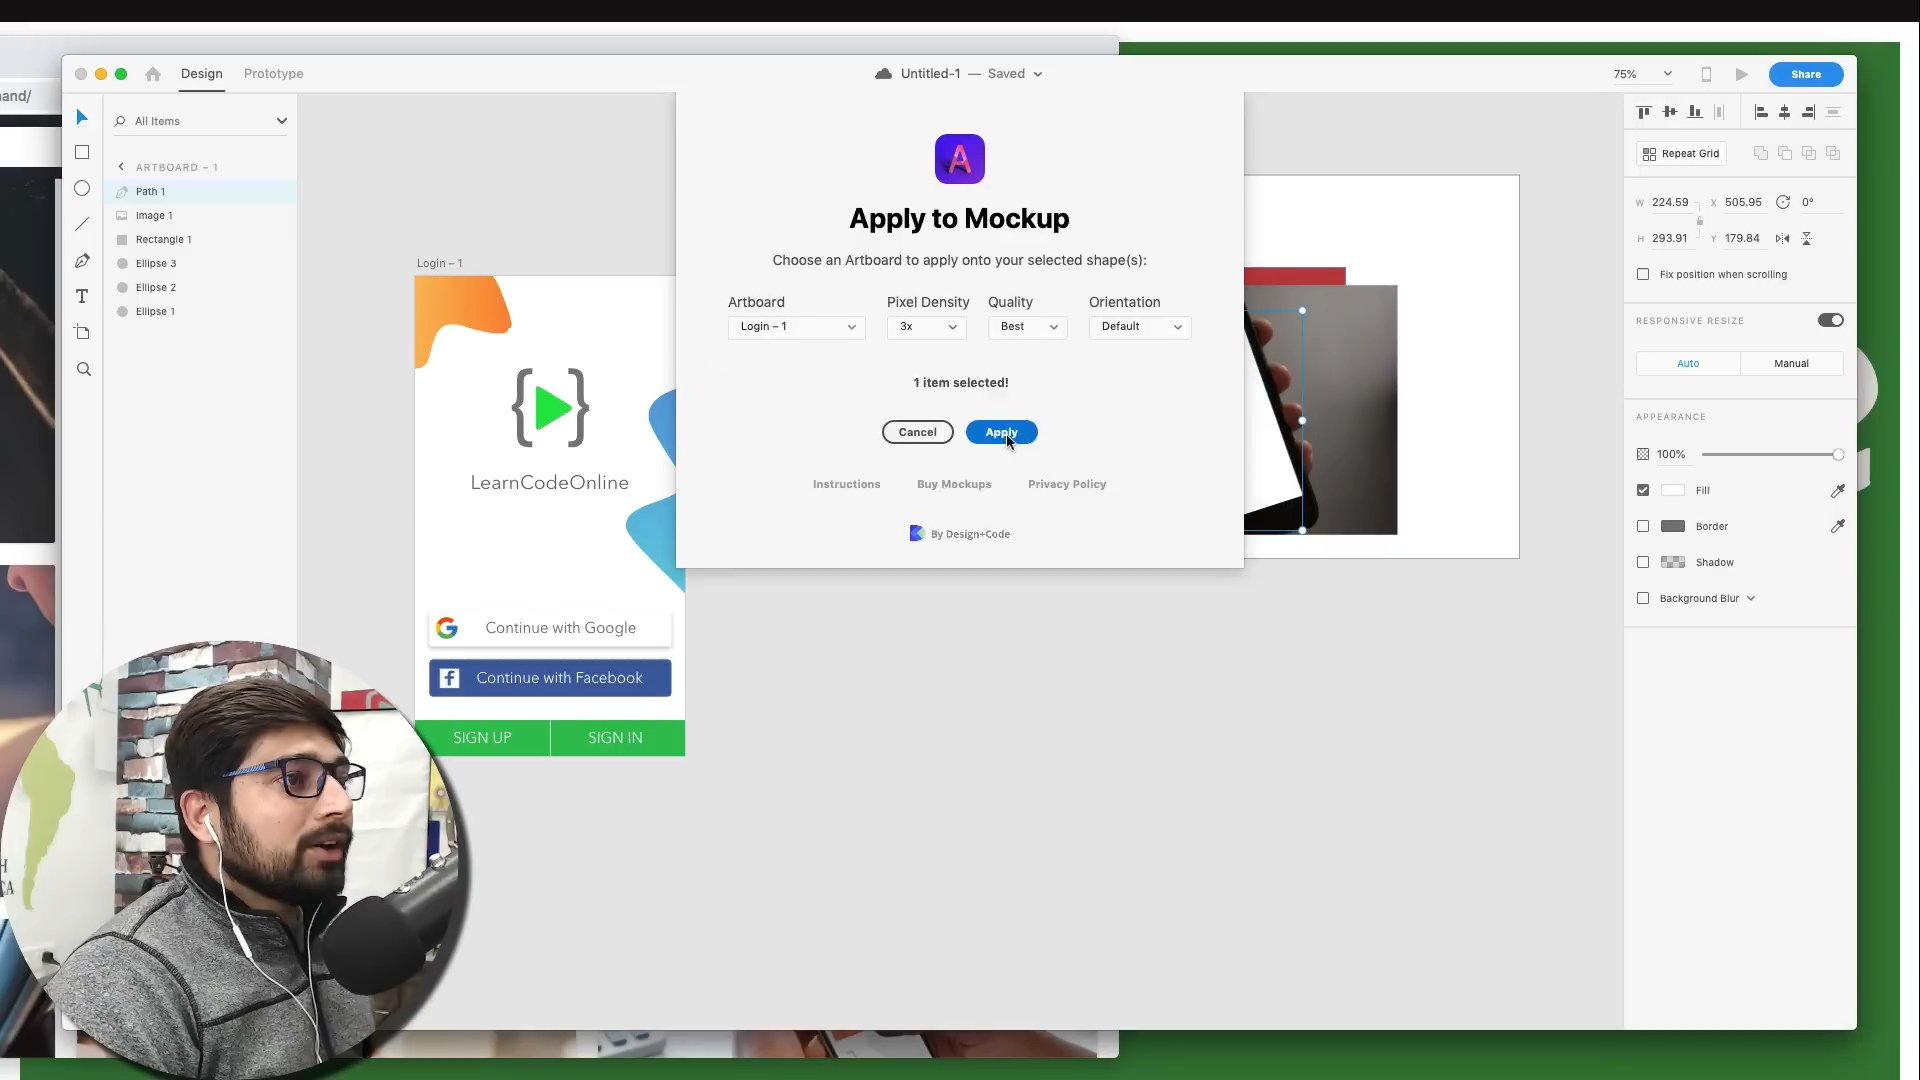 and/
Design
Prototype
Untitled-1 — Saved
75%
Share
All Items
ARTBOARD – 1
Path 1
Image 1
Rectangle 1
Ellipse 3
Ellipse 2
Ellipse 1
Login – 1
LearnCodeOnline
Continue with Google
Continue with Facebook
SIGN UP
SIGN IN
Apply to Mockup
Choose an Artboard to apply onto your selected shape(s):
Artboard
Pixel Density
Quality
Orientation
Login – 1
3x
Best
Default
1 item selected!
Cancel
Apply
Instructions
Buy Mockups
Privacy Policy
By Design+Code
Repeat Grid
W 224.59
X 505.95
0°
H 293.91
Y 179.84
Fix position when scrolling
RESPONSIVE RESIZE
Auto
Manual
APPEARANCE
100%
Fill
Border
Shadow
Background Blur